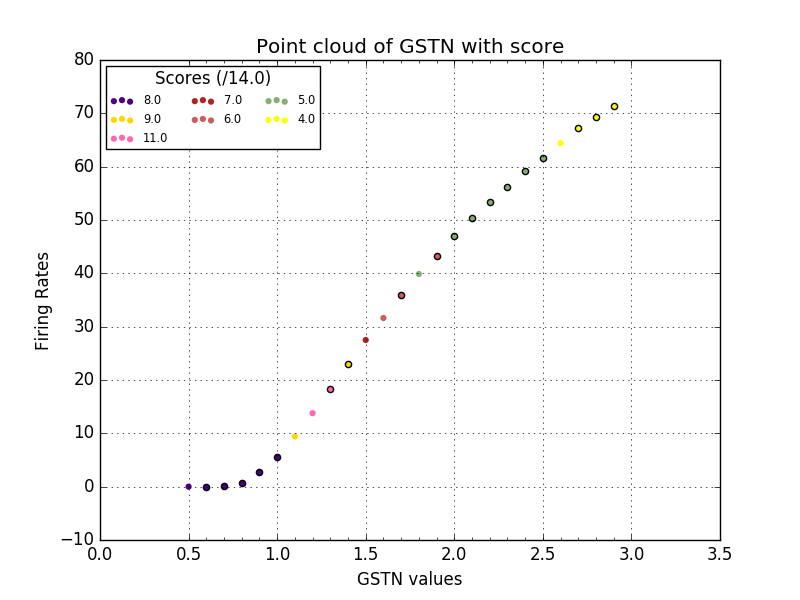 Point cloud of GSTN with score
80
70
60
50
40
30
20
10
0
−10
Firing Rates
Scores (/14.0)
8.0 7.0 5.0
9.0 6.0 4.0
11.0
0.0 0.5 1.0 1.5 2.0 2.5 3.0 3.5
GSTN values